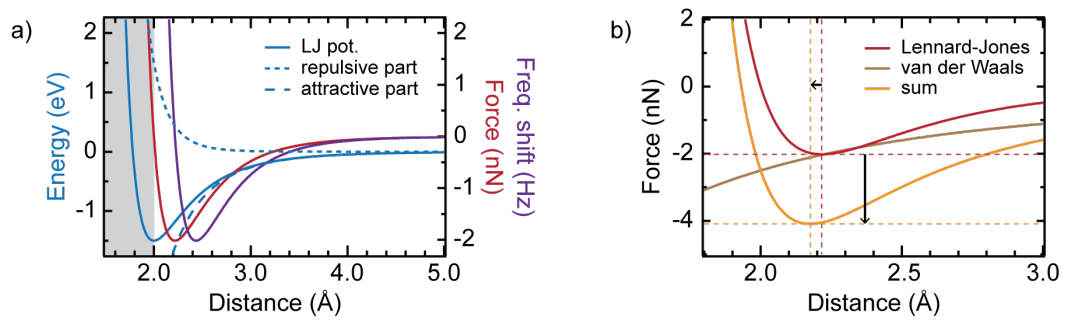 a)
2
1
0
-1
Energy (eV)
LJ pot.
repulsive part
attractive part
2
1
0
-1
-2
Force (nN)
Freq. shift (Hz)
2.0
3.0
4.0
5.0
Distance (Å)
b)
2
0
-2
-4
Force (nN)
Lennard-Jones
van der Waals
sum
2.0
2.5
3.0
Distance (Å)